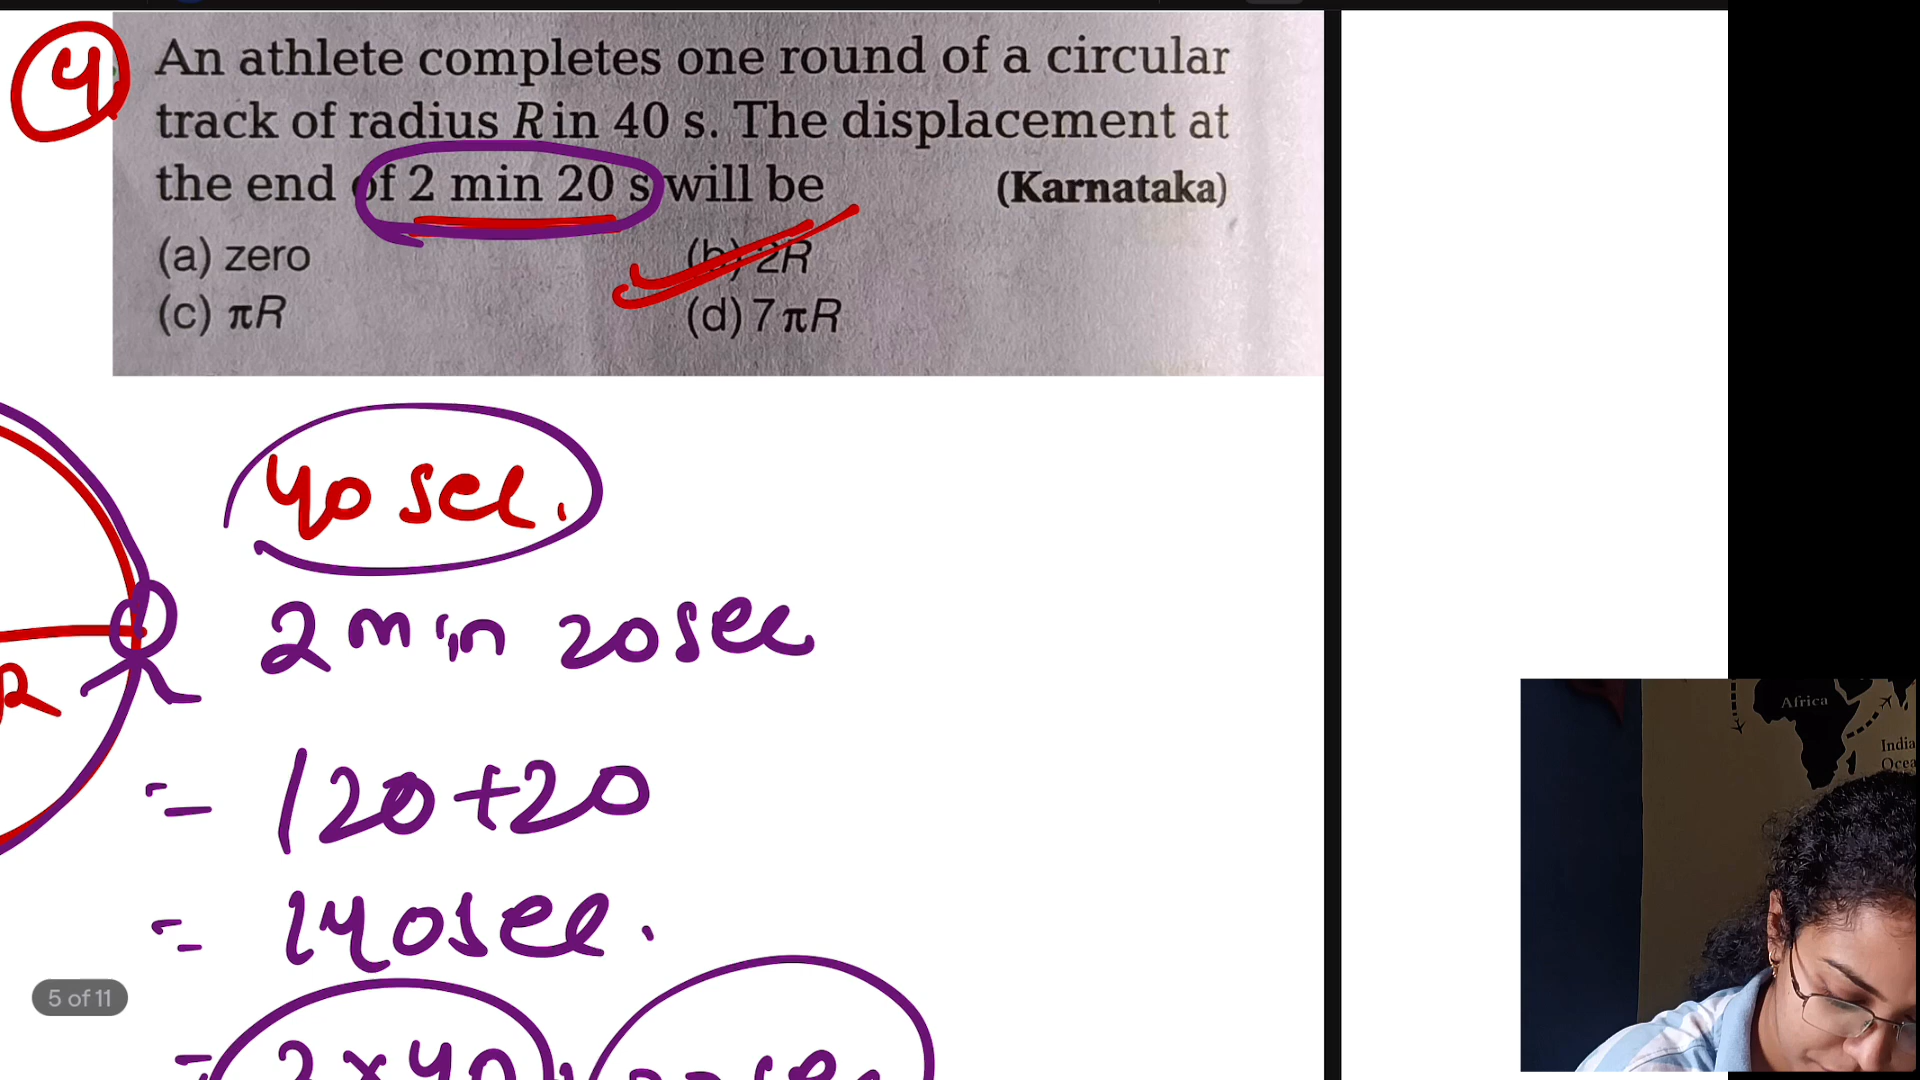 4
An athlete completes one round of a circular
track of radius R in 40 s. The displacement at
the end of 2 min 20 s will be (Karnataka)
(a) zero (b) 2R
(c) πR (d) 7πR
40 sec.
2 min 20 sec
R
= 120+20
= 140 sec.
5 of 11
Africa
India
Ocea